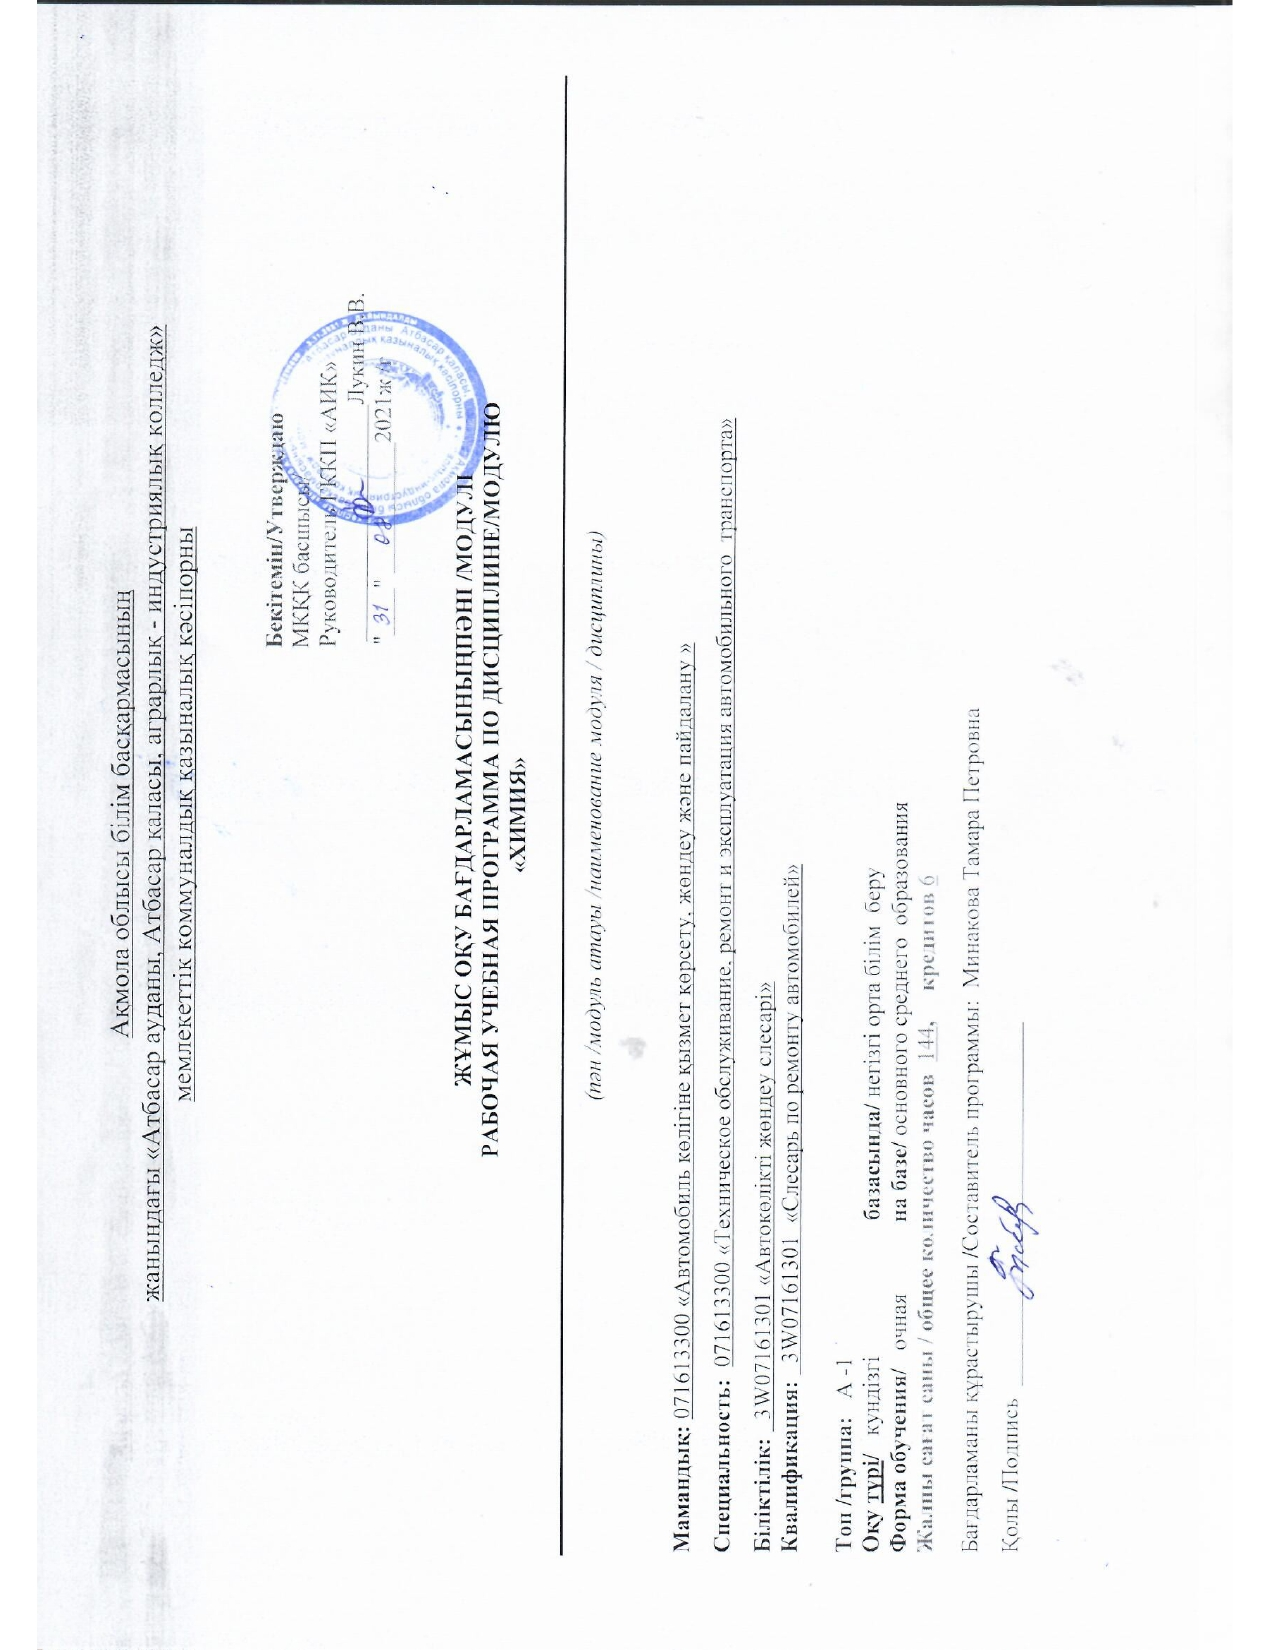 Ақмола облысы білім басқармасының
жанындағы «Атбасар ауданы, Атбасар қаласы, аграрлық - индустриялық колледж»
мемлекеттік коммуналдық қазыналық кәсіпорны
Бекітемін/Утверждаю
МКҚК басшысы
Руководитель ГККП «АИК»
Лукин В.В.
" 31 " 08 2021ж
ЖҰМЫС ОҚУ БАҒДАРЛАМАСЫНЫҢПӘНІ /МОДУЛІ
РАБОЧАЯ УЧЕБНАЯ ПРОГРАММА ПО ДИСЦИПЛИНЕ/МОДУЛЮ
«ХИМИЯ»
(пән /модуль атауы /наименование модуля / дисциплины)
Мамандық: 071613300 «Автомобиль көлігіне қызмет көрсету, жөндеу және пайдалану »
Специальность: 071613300 «Техническое обслуживание, ремонт и эксплуатация автомобильного транспорта»
Біліктілік: 3W07161301 «Автокөлікті жөндеу слесарі»
Квалификация: 3W07161301 «Слесарь по ремонту автомобилей»
Топ /группа: А -1
Оқу түрі/ күндізгі базасында/ негізгі орта білім беру
Форма обучения/ очная на базе/ основного среднего образования
Жалпы сағат саны / общее количество часов 144, кредитов 6
Бағдарламаны құрастырушы /Составитель программы: Минакова Тамара Петровна
Қолы /Подпись